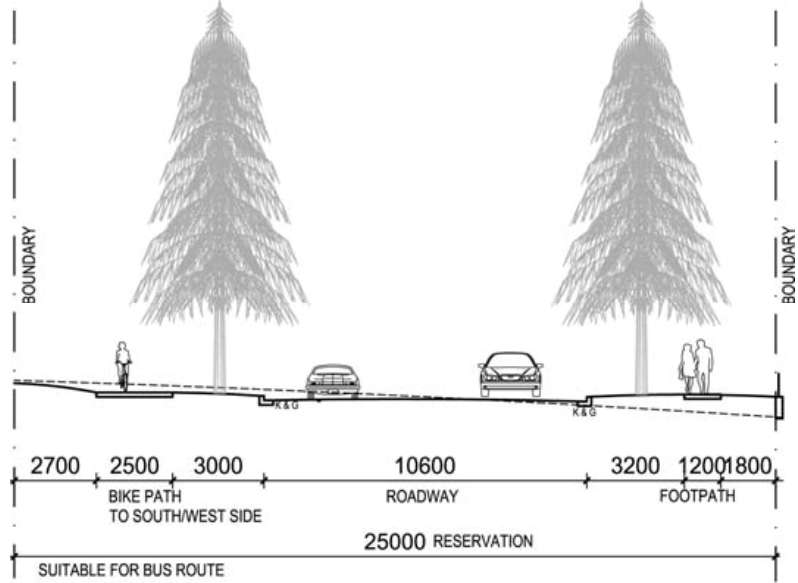 BOUNDARY
BOUNDARY
K & G
K & G
2700 2500 3000 10600 3200 1200 1800
BIKE PATH
TO SOUTH/WEST SIDE
ROADWAY
FOOTPATH
25000 RESERVATION
SUITABLE FOR BUS ROUTE